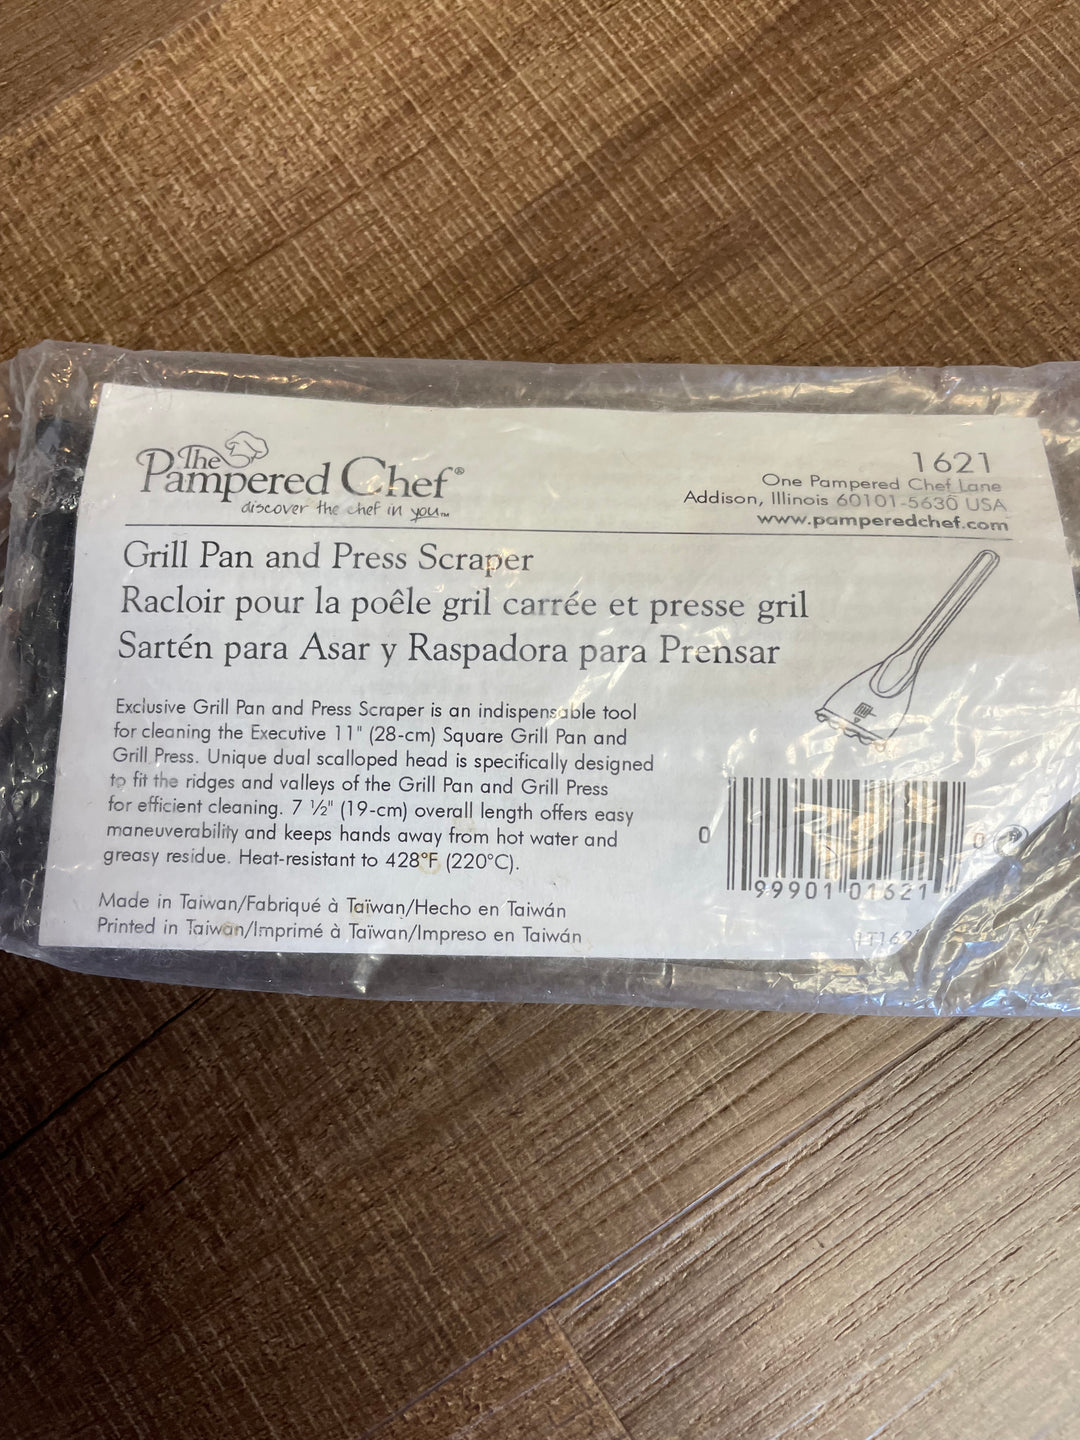 The
Pampered Chef®
discover the chef in you™
1621
One Pampered Chef Lane
Addison, Illinois 60101-5630 USA
www.pamperedchef.com
Grill Pan and Press Scraper
Racloir pour la poêle gril carrée et presse gril
Sartén para Asar y Raspadora para Prensar
Exclusive Grill Pan and Press Scraper is an indispensable tool
for cleaning the Executive 11" (28-cm) Square Grill Pan and
Grill Press. Unique dual scalloped head is specifically designed
to fit the ridges and valleys of the Grill Pan and Grill Press
for efficient cleaning. 7 ½" (19-cm) overall length offers easy
maneuverability and keeps hands away from hot water and
greasy residue. Heat-resistant to 428°F (220°C).
Made in Taiwan/Fabriqué à Taïwan/Hecho en Taiwán
Printed in Taiwan/Imprimé à Taïwan/Impreso en Taiwán
0 99901 01621 0